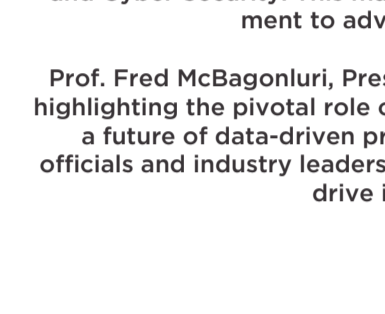 ment to adv
Prof. Fred McBagonluri, Pres
highlighting the pivotal role
a future of data-driven pr
officials and industry leaders
drive i